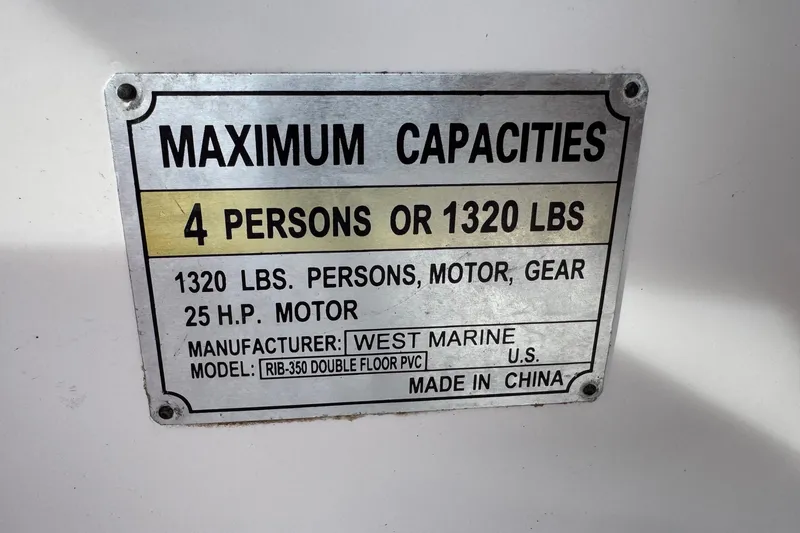 MAXIMUM CAPACITIES
4 PERSONS OR 1320 LBS
1320 LBS. PERSONS, MOTOR, GEAR
25 H.P. MOTOR
MANUFACTURER: WEST MARINE
MODEL: RIB-350 DOUBLE FLOOR PVC U.S.
MADE IN CHINA